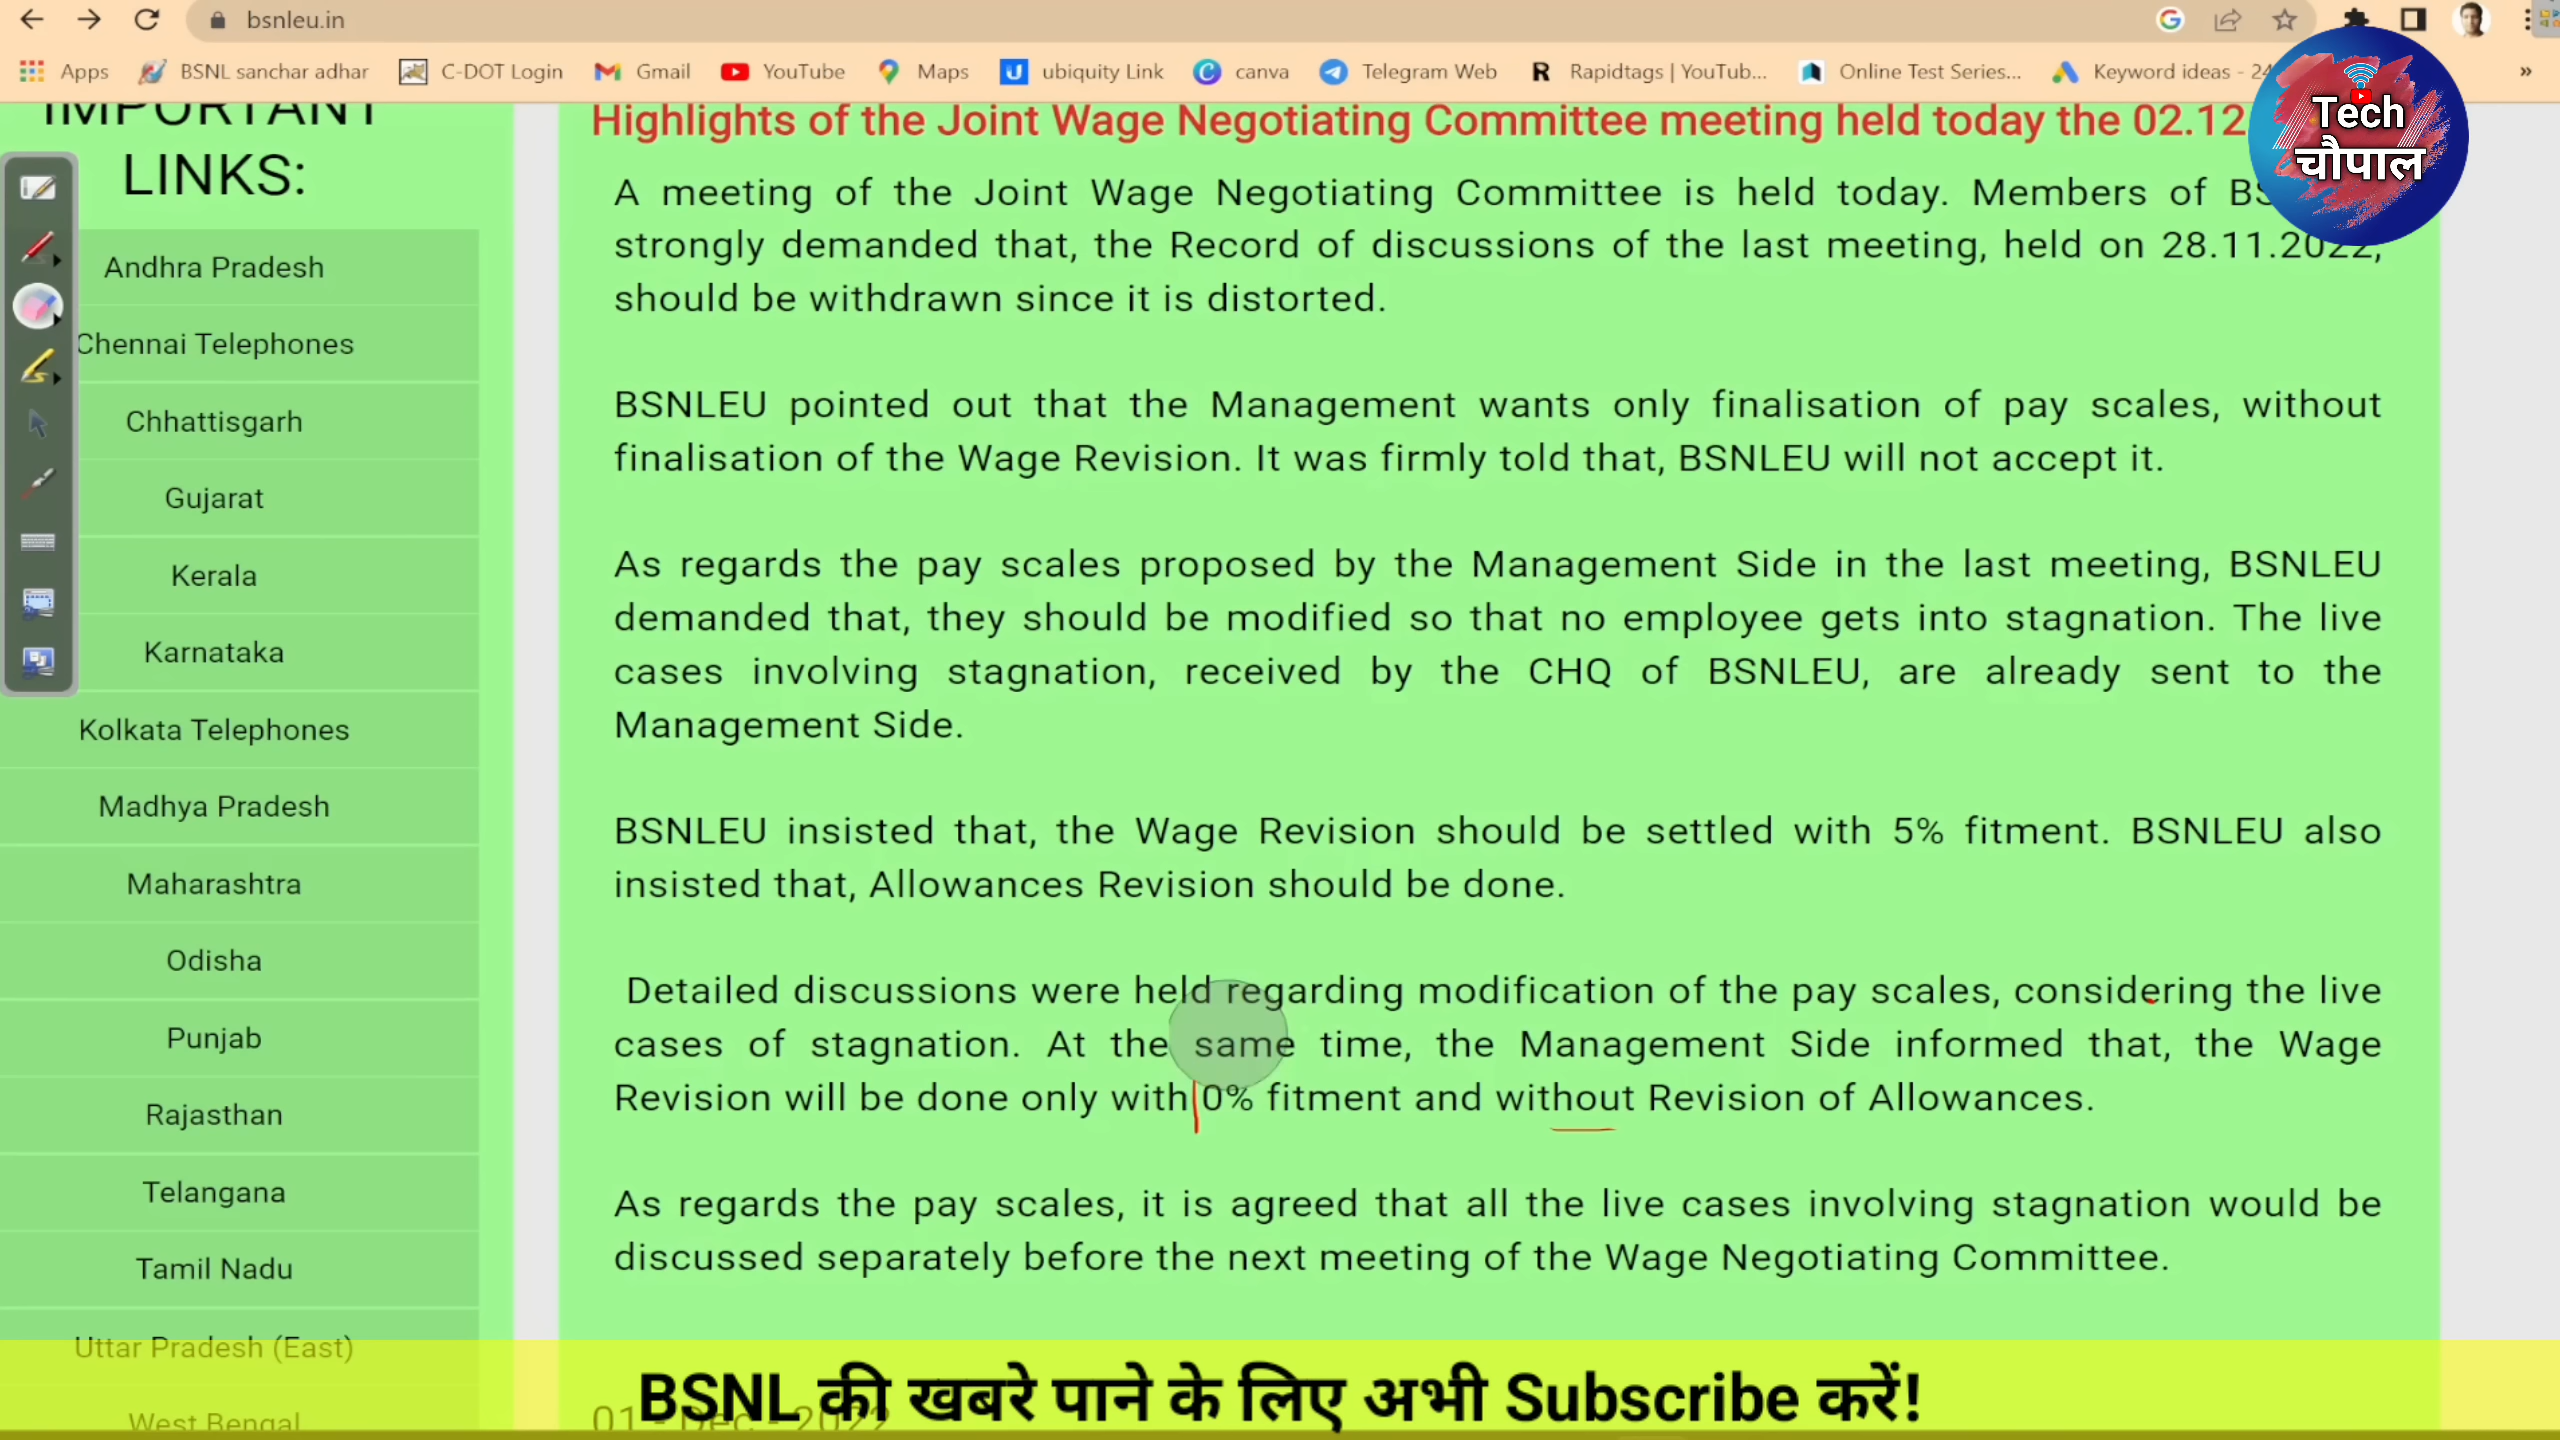 bsnleu.in
Apps BSNL sanchar adhar C-DOT Login Gmail YouTube Maps ubiquity Link canva Telegram Web Rapidtags | YouTub... Online Test Series... Keyword ideas - 24 »
Tech
चौपाल
IMPORTANT
LINKS:
Andhra Pradesh
Chennai Telephones
Chhattisgarh
Gujarat
Kerala
Karnataka
Kolkata Telephones
Madhya Pradesh
Maharashtra
Odisha
Punjab
Rajasthan
Telangana
Tamil Nadu
Uttar Pradesh (East)
West Bengal
Highlights of the Joint Wage Negotiating Committee meeting held today the 02.12
A meeting of the Joint Wage Negotiating Committee is held today. Members of
strongly demanded that, the Record of discussions of the last meeting, held on 28.11.2022,
should be withdrawn since it is distorted.
BSNLEU pointed out that the Management wants only finalisation of pay scales, without
finalisation of the Wage Revision. It was firmly told that, BSNLEU will not accept it.
As regards the pay scales proposed by the Management Side in the last meeting, BSNLEU
demanded that, they should be modified so that no employee gets into stagnation. The live
cases involving stagnation, received by the CHQ of BSNLEU, are already sent to the
Management Side.
BSNLEU insisted that, the Wage Revision should be settled with 5% fitment. BSNLEU also
insisted that, Allowances Revision should be done.
Detailed discussions were held regarding modification of the pay scales, considering the live
cases of stagnation. At the same time, the Management Side informed that, the Wage
Revision will be done only with 0% fitment and without Revision of Allowances.
As regards the pay scales, it is agreed that all the live cases involving stagnation would be
discussed separately before the next meeting of the Wage Negotiating Committee.
01 - Dec - 2022
BSNL की खबरे पाने के लिए अभी Subscribe करें!